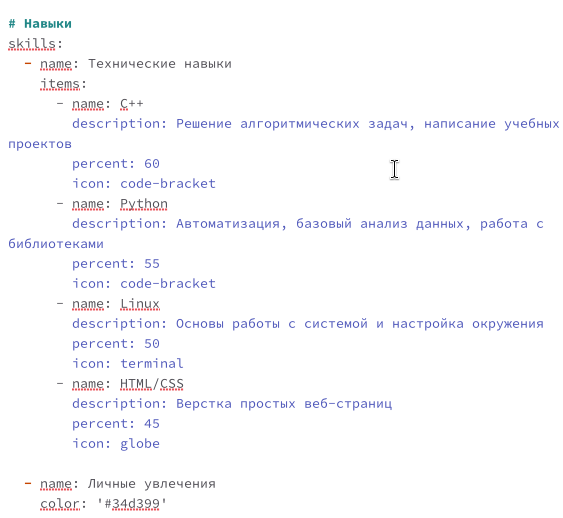 # Навыки
skills:
  - name: Технические навыки
    items:
      - name: C++
        description: Решение алгоритмических задач, написание учебных
проектов
        percent: 60
        icon: code-bracket
      - name: Python
        description: Автоматизация, базовый анализ данных, работа с
библиотеками
        percent: 55
        icon: code-bracket
      - name: Linux
        description: Основы работы с системой и настройка окружения
        percent: 50
        icon: terminal
      - name: HTML/CSS
        description: Верстка простых веб-страниц
        percent: 45
        icon: globe

  - name: Личные увлечения
    color: '#34d399'